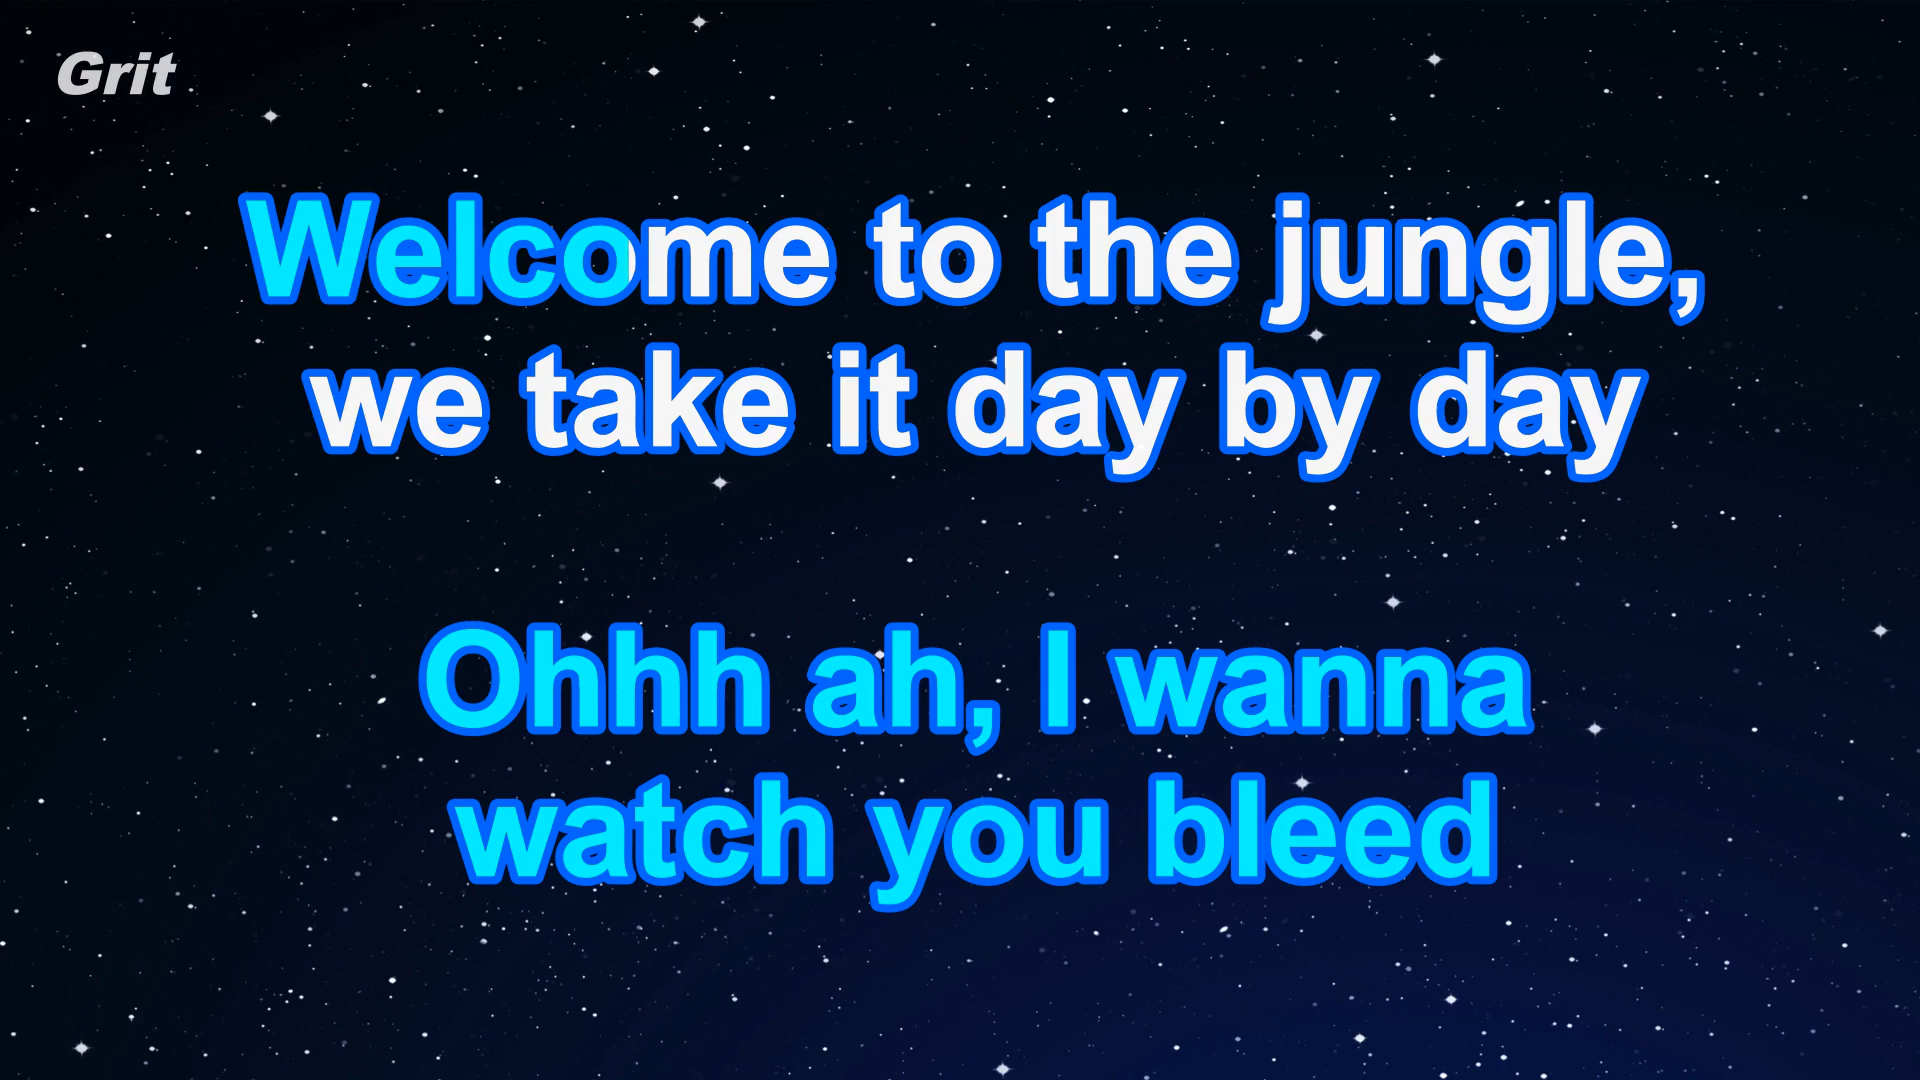 Grit
Welcome to the jungle,
we take it day by day
Ohhh ah, I wanna
watch you bleed